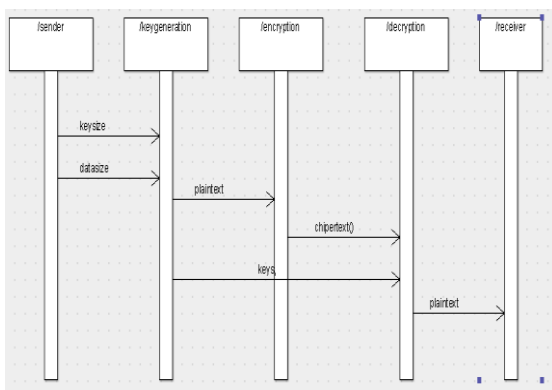 /sender
/keygeneration
/encryption
/decryption
/receiver
keysize
datasize
plaintext
chipertext()
keys,
plaintext